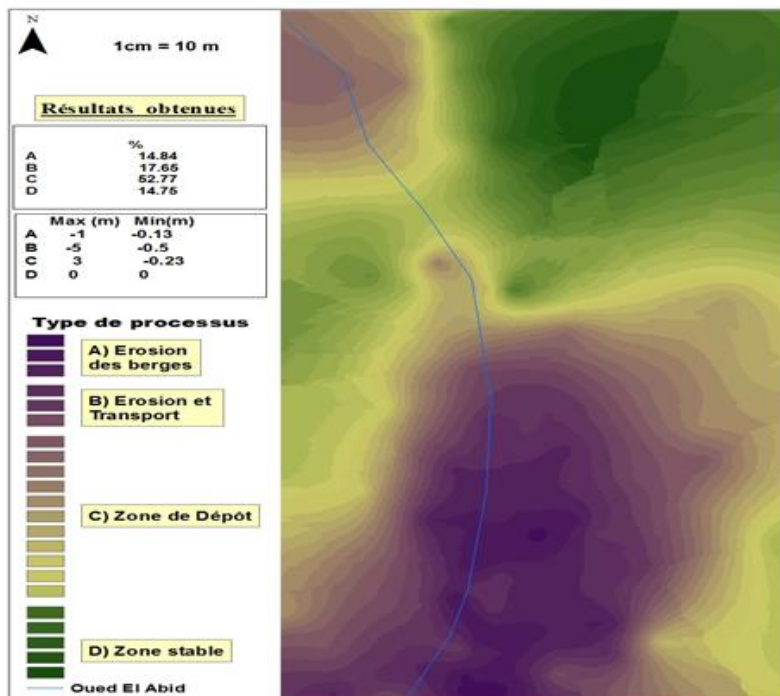 N
1cm = 10 m
Résultats obtenues
%
A 14.84
B 17.65
C 52.77
D 14.75
Max (m) Min(m)
A -1 -0.13
B -5 -0.5
C 3 -0.23
D 0 0
Type de processus
A) Erosion
des berges
B) Erosion et
Transport
C) Zone de Dépôt
D) Zone stable
Oued El Abid